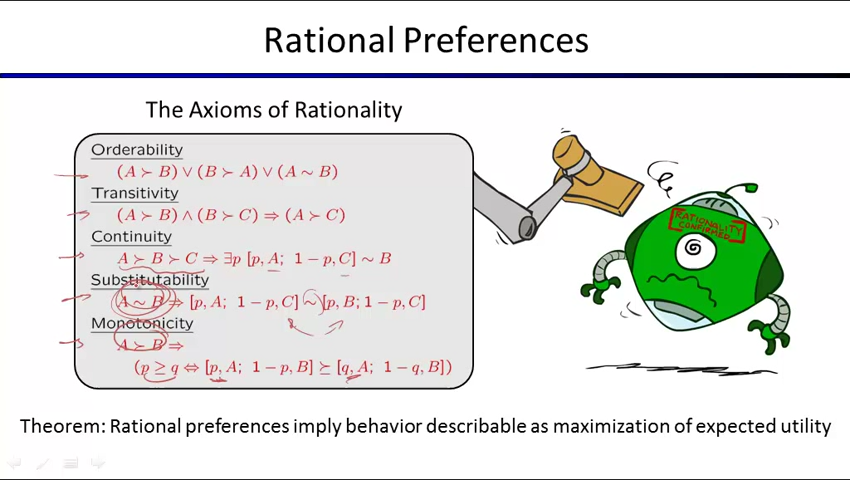 Rational Preferences
The Axioms of Rationality
Orderability
(A ≻ B) ∨ (B ≻ A) ∨ (A ∼ B)
Transitivity
(A ≻ B) ∧ (B ≻ C) ⇒ (A ≻ C)
Continuity
A ≻ B ≻ C ⇒ ∃p [p, A; 1 − p, C] ∼ B
Substitutability
A ∼ B ⇒ [p, A; 1 − p, C] ∼ [p, B; 1 − p, C]
Monotonicity
A ≻ B ⇒
(p ≥ q ⇔ [p, A; 1 − p, B] ⪰ [q, A; 1 − q, B])
RATIONALITY
CONFIRMED
Theorem: Rational preferences imply behavior describable as maximization of expected utility